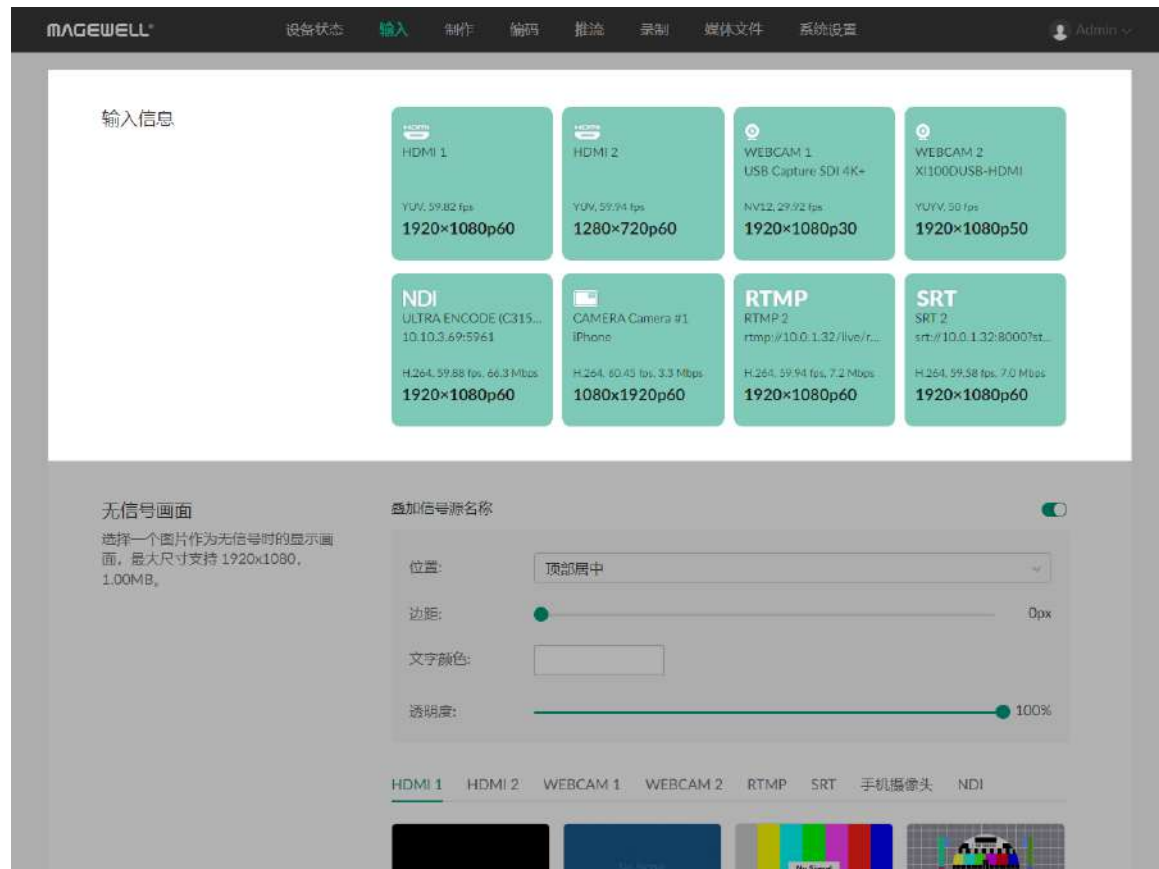 MAGEWELL®
设备状态 输入 制作 编码 推流 录制 媒体文件 系统设置 Admin
输入信息
HDMI
HDMI 1
YUV, 59.82 fps
1920×1080p60
HDMI
HDMI 2
YUV, 59.94 fps
1280×720p60
WEBCAM 1
USB Capture SDI 4K+
NV12, 29.92 fps
1920×1080p30
WEBCAM 2
XI100DUSB-HDMI
YUYV, 50 fps
1920×1080p50
NDI
ULTRA ENCODE (C315...
10.10.3.69:5961
H.264, 59.88 fps, 66.3 Mbps
1920×1080p60
CAMERA Camera #1
iPhone
H.264, 60.45 fps, 3.3 Mbps
1080x1920p60
RTMP
RTMP 2
rtmp://10.0.1.32/live/r...
H.264, 59.94 fps, 7.2 Mbps
1920×1080p60
SRT
SRT 2
srt://10.0.1.32:8000?st...
H.264, 59.58 fps, 7.0 Mbps
1920×1080p60
无信号画面
选择一个图片作为无信号时的显示画
面，最大尺寸支持 1920x1080，
1.00MB。
叠加信号源名称
位置: 顶部居中
边距: 0px
文字颜色:
透明度: 100%
HDMI 1 HDMI 2 WEBCAM 1 WEBCAM 2 RTMP SRT 手机摄像头 NDI
No Signal